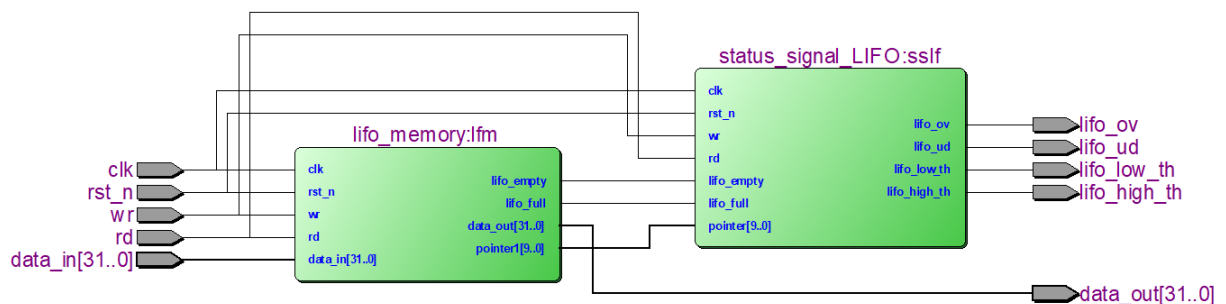 status_signal_LIFO:sslf
clk
rst_n
wr
rd
lifo_empty
lifo_full
pointer[9..0]
lifo_ov
lifo_ud
lifo_low_th
lifo_high_th
lifo_ov
lifo_ud
lifo_low_th
lifo_high_th
lifo_memory:lfm
clk
rst_n
wr
rd
data_in[31..0]
clk
rst_n
wr
rd
data_in[31..0]
lifo_empty
lifo_full
data_out[31..0]
pointer1[9..0]
data_out[31..0]